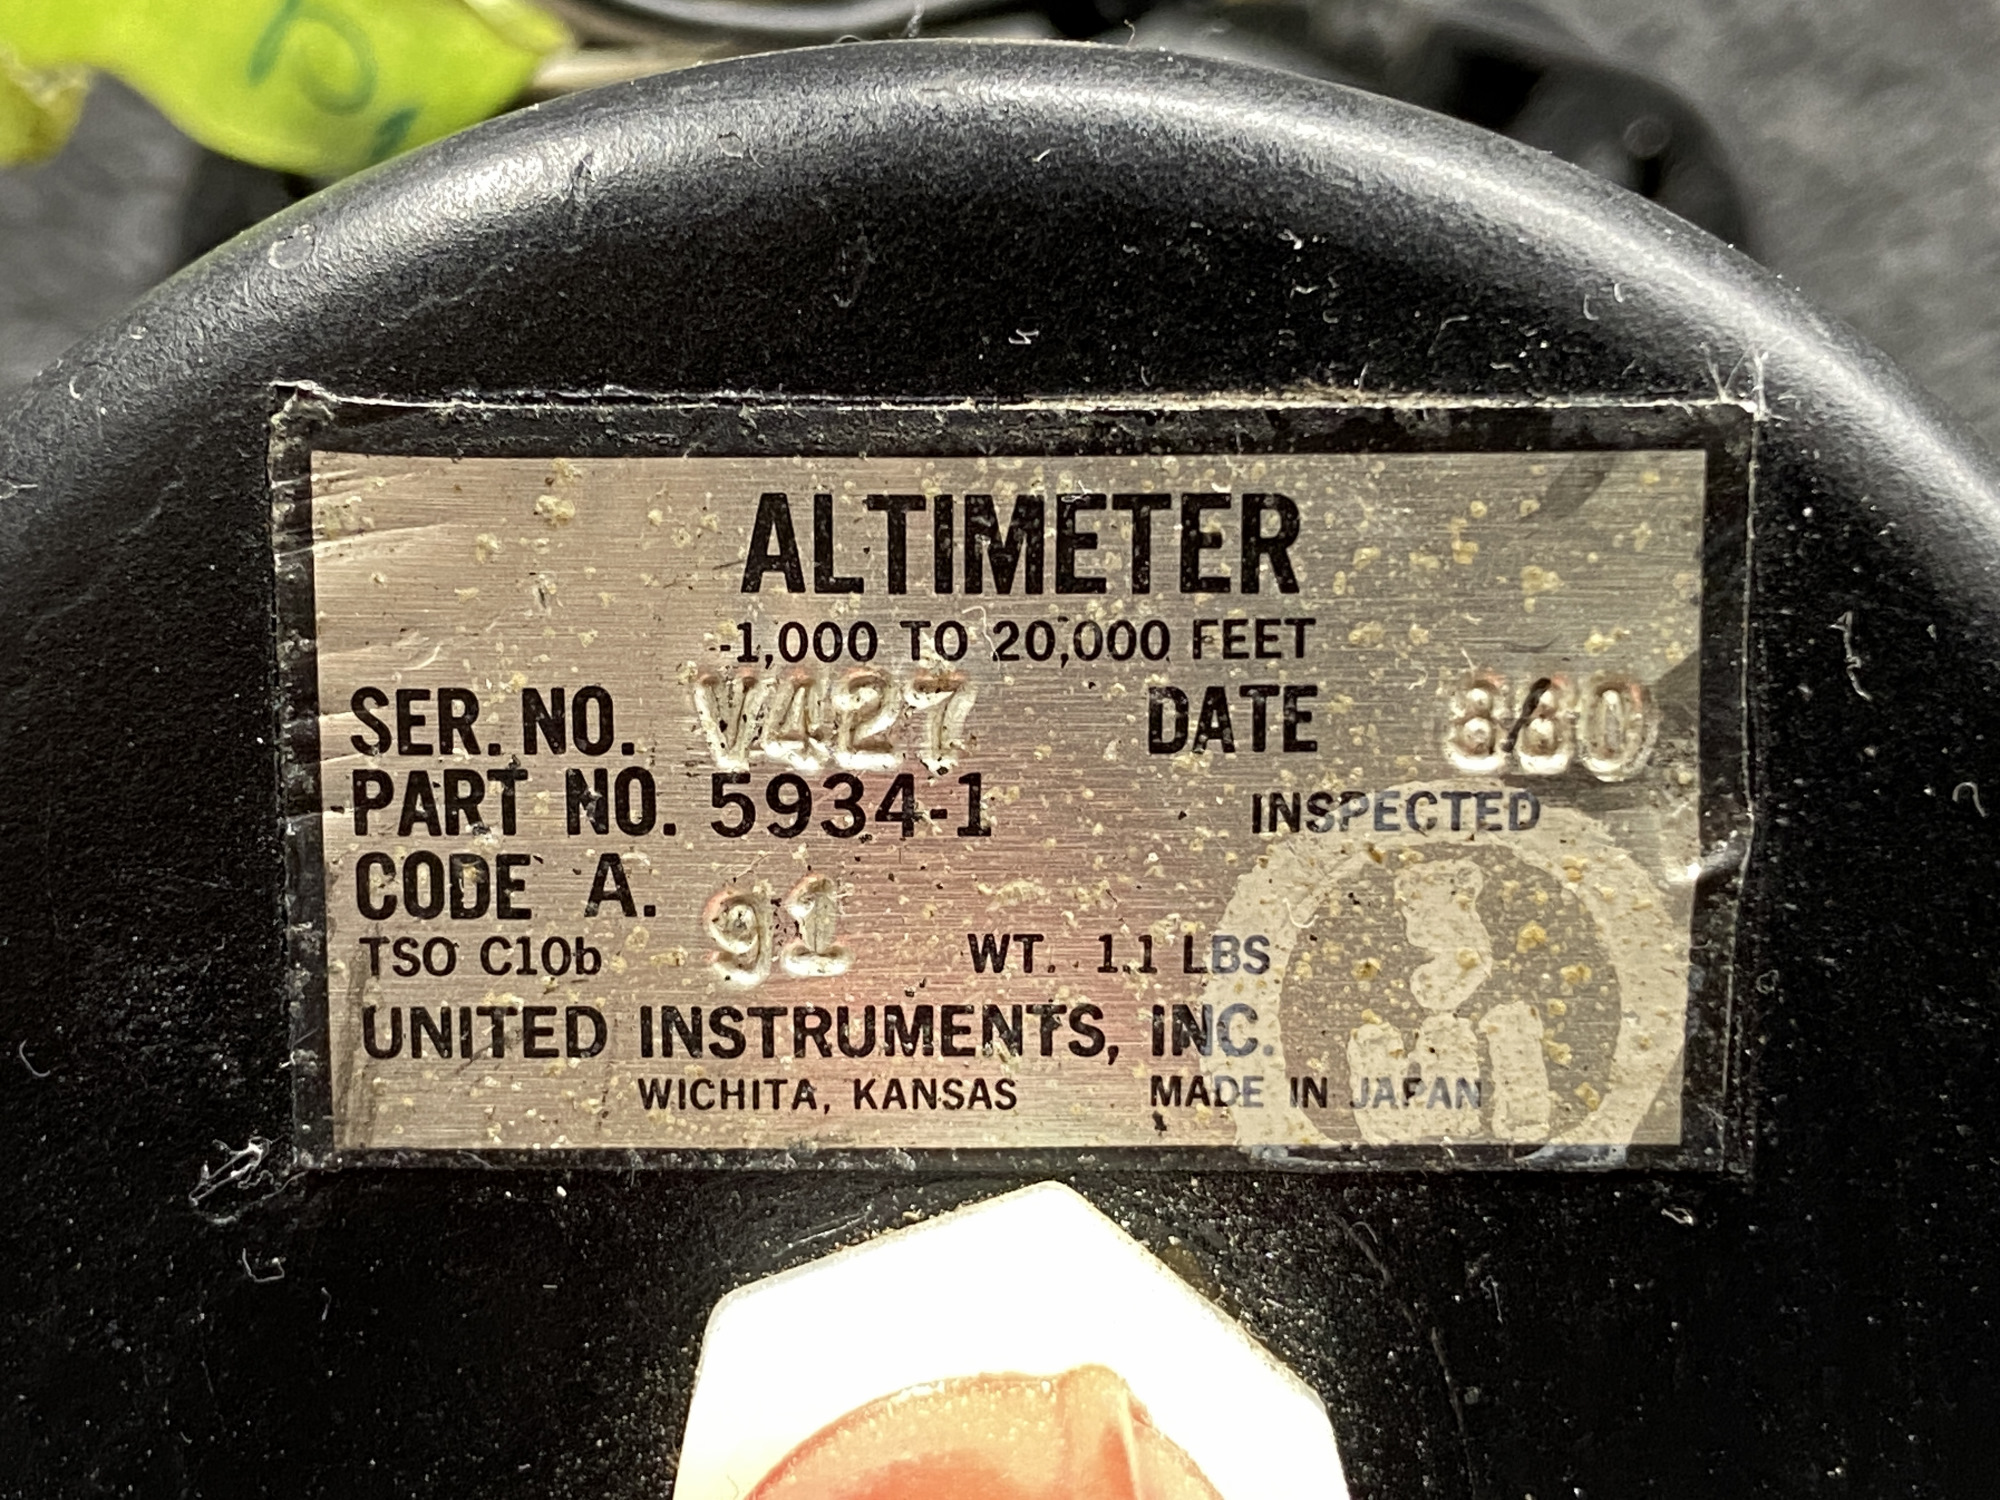 ALTIMETER
-1,000 TO 20,000 FEET
SER. NO. V427 DATE 8/80
PART NO. 5934-1 INSPECTED
CODE A. 91
TSO C10b WT. 1.1 LBS
UNITED INSTRUMENTS, INC.
WICHITA, KANSAS MADE IN JAPAN